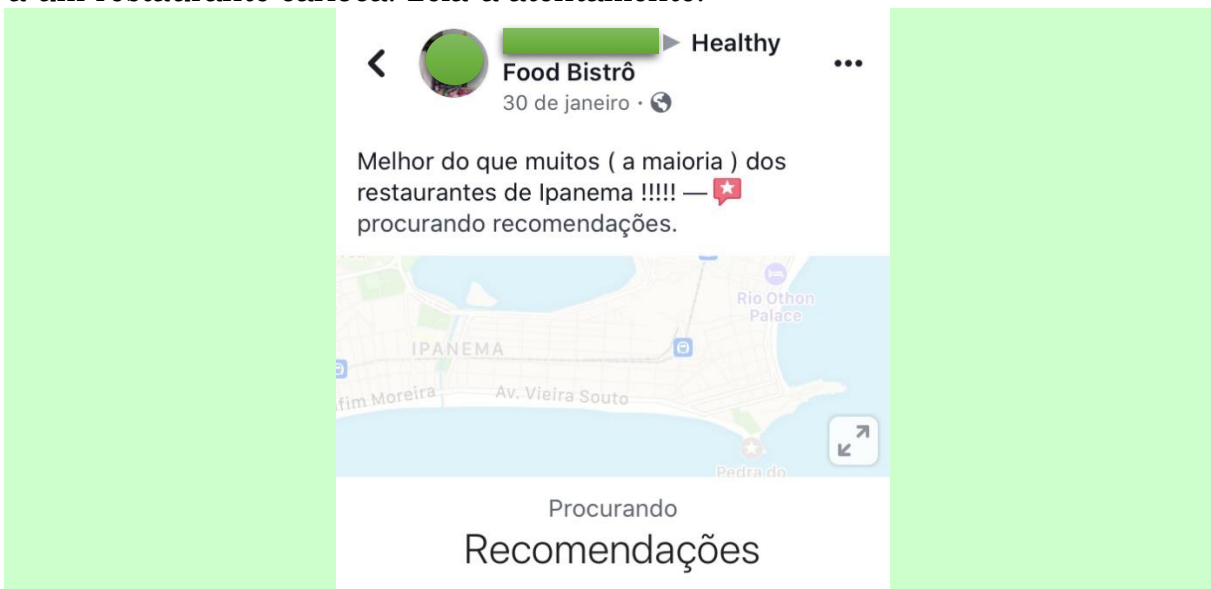 a um restaurante carioca. Leia-a atentamente.
Healthy
Food Bistrô
30 de janeiro ·
Melhor do que muitos ( a maioria ) dos
restaurantes de Ipanema !!!!! —
procurando recomendações.
Rio Othon
Palace
IPANEMA
fim Moreira
Av. Vieira Souto
Pedra do
Procurando
Recomendações